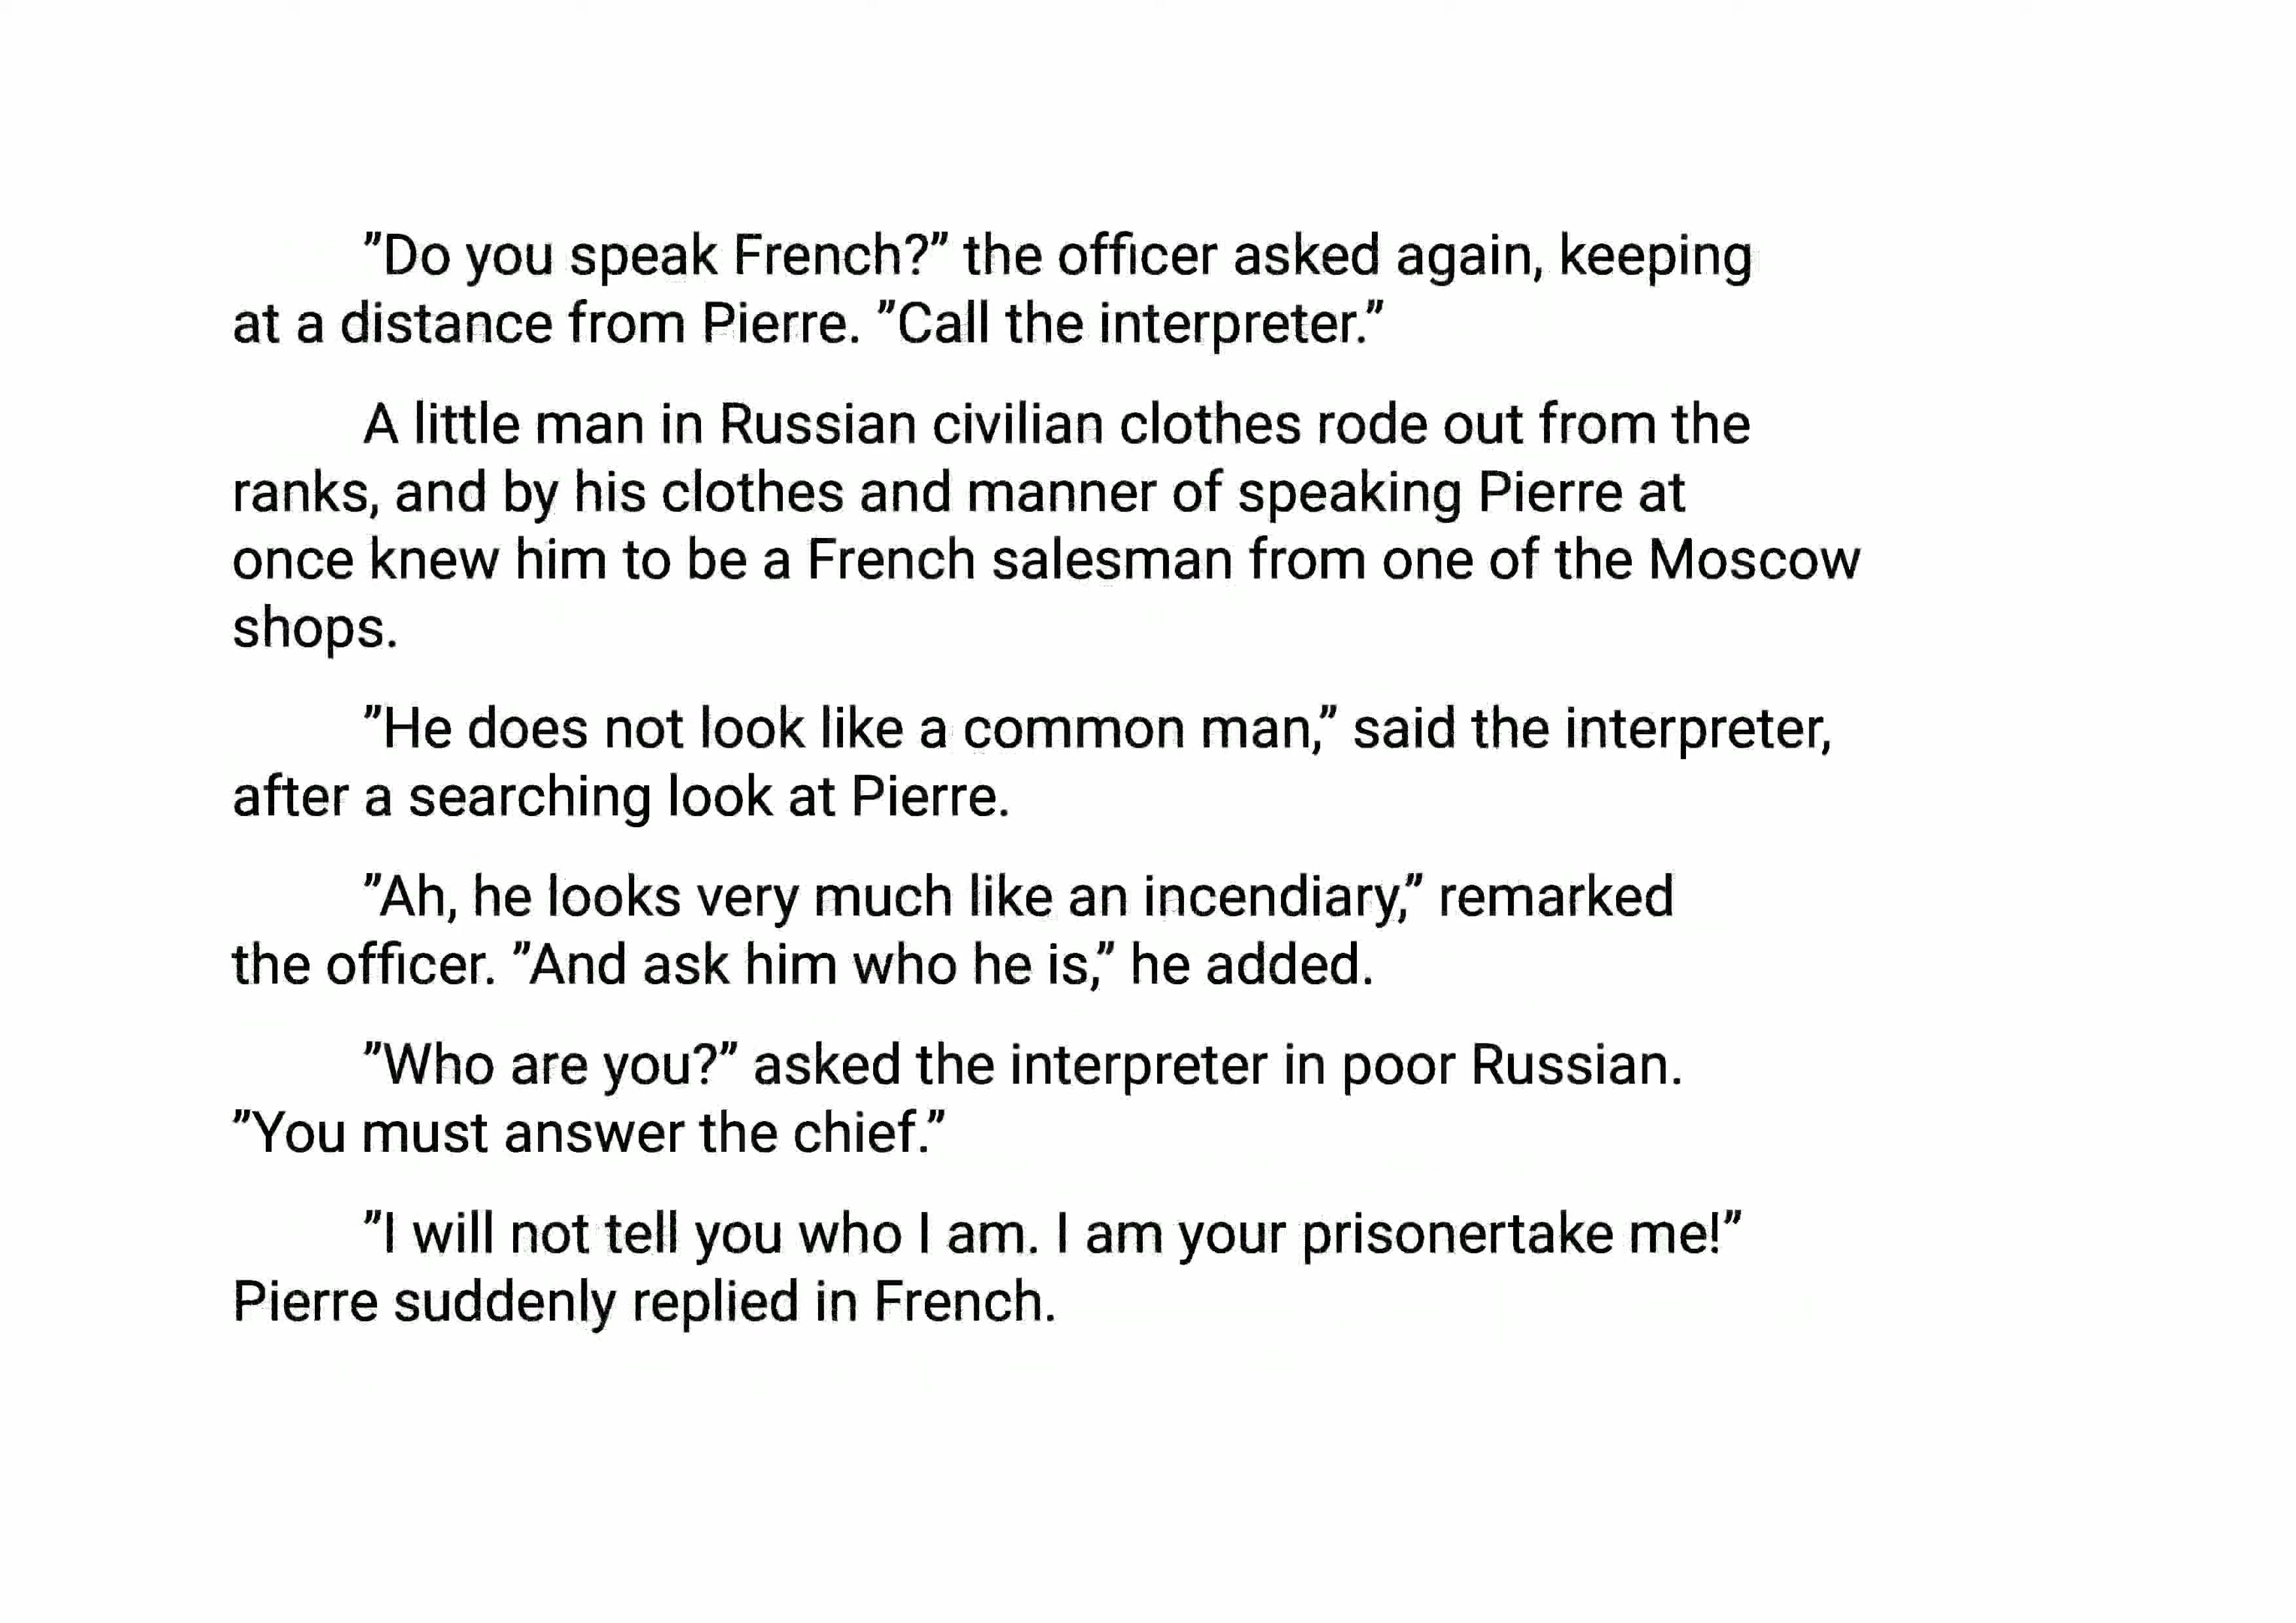 ”Do you speak French?” the officer asked again, keeping
at a distance from Pierre. ”Call the interpreter.”
A little man in Russian civilian clothes rode out from the
ranks, and by his clothes and manner of speaking Pierre at
once knew him to be a French salesman from one of the Moscow
shops.
”He does not look like a common man,” said the interpreter,
after a searching look at Pierre.
”Ah, he looks very much like an incendiary,” remarked
the officer. ”And ask him who he is,” he added.
”Who are you?” asked the interpreter in poor Russian.
”You must answer the chief.”
”I will not tell you who I am. I am your prisonertake me!”
Pierre suddenly replied in French.